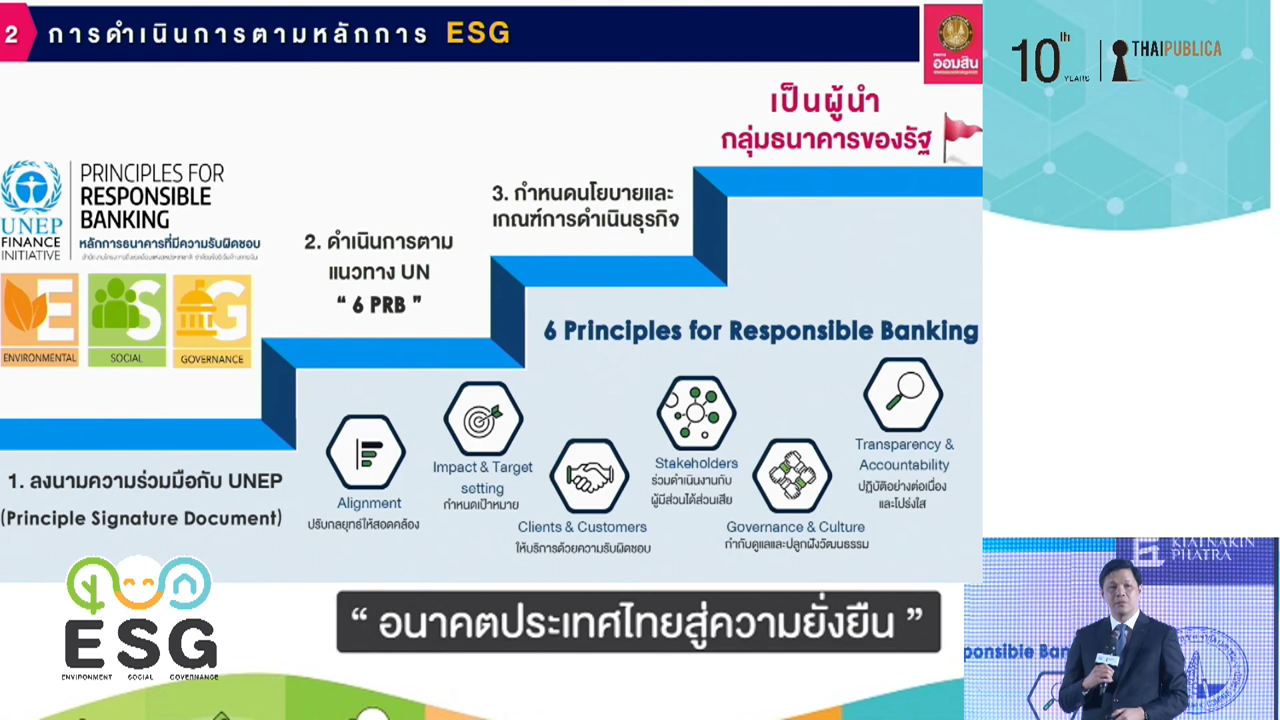 2 การดำเนินการตามหลักการ ESG
ออมสิน
10th YEARS
THAIPUBLICA
เป็นผู้นำ
กลุ่มธนาคารของรัฐ
UNEP
FINANCE
INITIATIVE
PRINCIPLES FOR
RESPONSIBLE
BANKING
หลักการธนาคารที่มีความรับผิดชอบ
E
ENVIRONMENTAL
S
SOCIAL
G
GOVERNANCE
1. ลงนามความร่วมมือกับ UNEP
(Principle Signature Document)
2. ดำเนินการตาม
แนวทาง UN
“ 6 PRB ”
3. กำหนดนโยบายและ
เกณฑ์การดำเนินธุรกิจ
6 Principles for Responsible Banking
Alignment
ปรับกลยุทธ์ให้สอดคล้อง
Impact & Target
setting
กำหนดเป้าหมาย
Clients & Customers
ให้บริการด้วยความรับผิดชอบ
Stakeholders
ร่วมดำเนินงานกับ
ผู้มีส่วนได้ส่วนเสีย
Governance & Culture
กำกับดูแลและปลูกฝังวัฒนธรรม
Transparency &
Accountability
ปฏิบัติอย่างต่อเนื่อง
และโปร่งใส
ESG
ENVIRONMENT SOCIAL GOVERNANCE
“ อนาคตประเทศไทยสู่ความยั่งยืน ”
KIATNAKIN
PHATRA
ponsible Ban